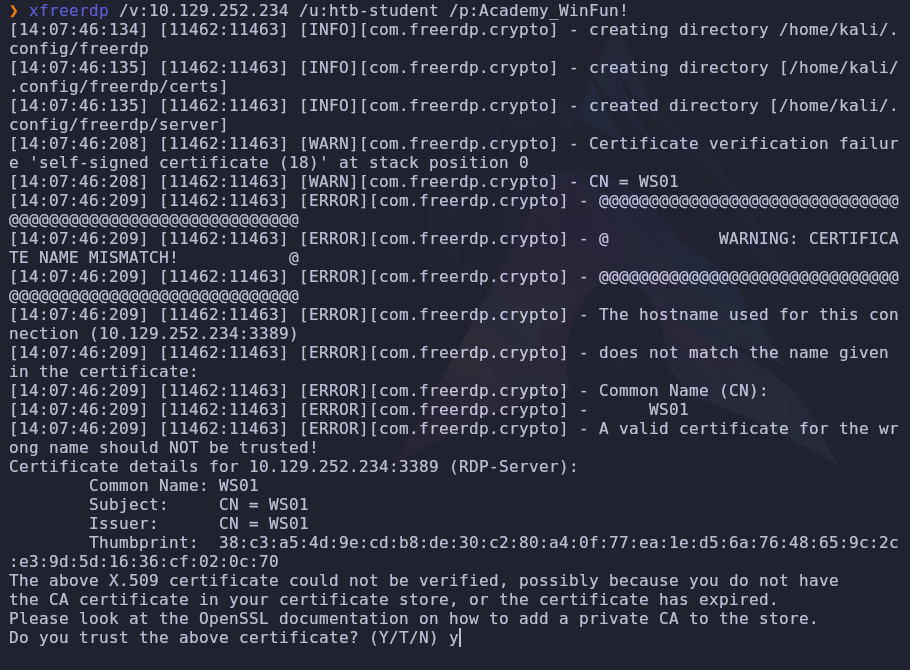 ❯ xfreerdp /v:10.129.252.234 /u:htb-student /p:Academy_WinFun!
[14:07:46:134] [11462:11463] [INFO][com.freerdp.crypto] - creating directory /home/kali/.
config/freerdp
[14:07:46:135] [11462:11463] [INFO][com.freerdp.crypto] - creating directory [/home/kali/
.config/freerdp/certs]
[14:07:46:135] [11462:11463] [INFO][com.freerdp.crypto] - created directory [/home/kali/.
config/freerdp/server]
[14:07:46:208] [11462:11463] [WARN][com.freerdp.crypto] - Certificate verification failur
e 'self-signed certificate (18)' at stack position 0
[14:07:46:208] [11462:11463] [WARN][com.freerdp.crypto] - CN = WS01
[14:07:46:209] [11462:11463] [ERROR][com.freerdp.crypto] - @@@@@@@@@@@@@@@@@@@@@@@@@@@@@@
@@@@@@@@@@@@@@@@@@@@@@@@@@@@@
[14:07:46:209] [11462:11463] [ERROR][com.freerdp.crypto] - @           WARNING: CERTIFICA
TE NAME MISMATCH!           @
[14:07:46:209] [11462:11463] [ERROR][com.freerdp.crypto] - @@@@@@@@@@@@@@@@@@@@@@@@@@@@@@
@@@@@@@@@@@@@@@@@@@@@@@@@@@@@
[14:07:46:209] [11462:11463] [ERROR][com.freerdp.crypto] - The hostname used for this con
nection (10.129.252.234:3389)
[14:07:46:209] [11462:11463] [ERROR][com.freerdp.crypto] - does not match the name given
in the certificate:
[14:07:46:209] [11462:11463] [ERROR][com.freerdp.crypto] - Common Name (CN):
[14:07:46:209] [11462:11463] [ERROR][com.freerdp.crypto] -      WS01
[14:07:46:209] [11462:11463] [ERROR][com.freerdp.crypto] - A valid certificate for the wr
ong name should NOT be trusted!
Certificate details for 10.129.252.234:3389 (RDP-Server):
        Common Name: WS01
        Subject:     CN = WS01
        Issuer:      CN = WS01
        Thumbprint:  38:c3:a5:4d:9e:cd:b8:de:30:c2:80:a4:0f:77:ea:1e:d5:6a:76:48:65:9c:2c
:e3:9d:5d:16:36:cf:02:0c:70
The above X.509 certificate could not be verified, possibly because you do not have
the CA certificate in your certificate store, or the certificate has expired.
Please look at the OpenSSL documentation on how to add a private CA to the store.
Do you trust the above certificate? (Y/T/N) y